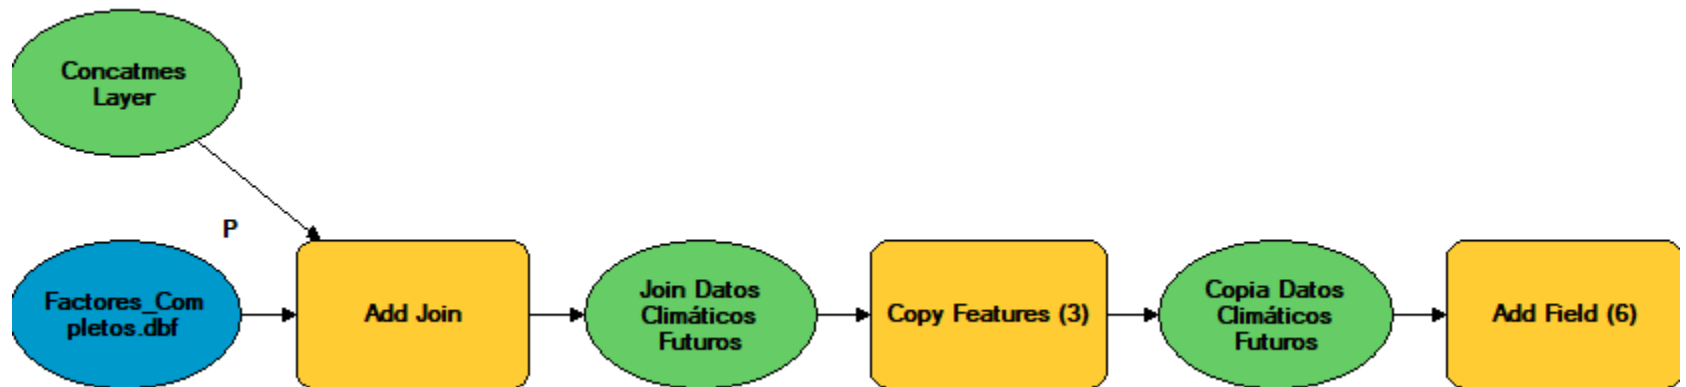 Concatmes
Layer
P
Factores_Com
pletos.dbf
Add Join
Join Datos
Climáticos
Futuros
Copy Features (3)
Copia Datos
Climáticos
Futuros
Add Field (6)